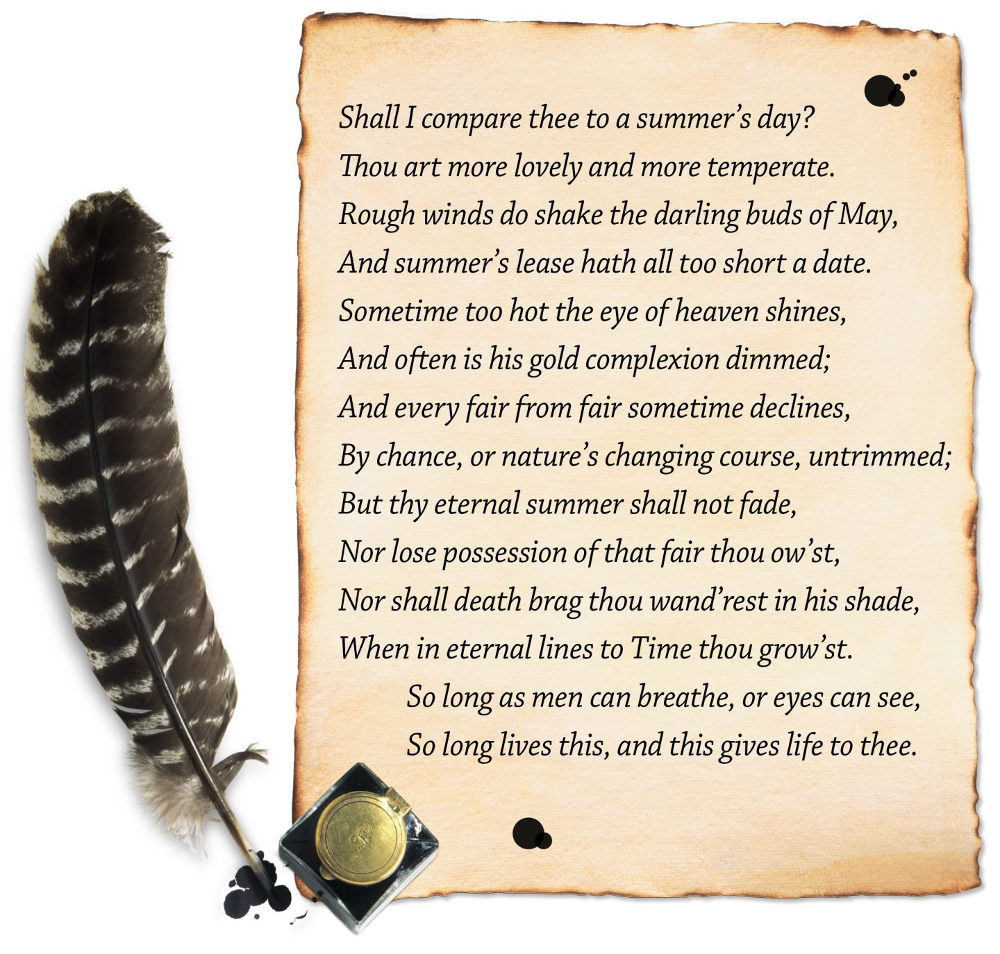 Shall I compare thee to a summer’s day?
Thou art more lovely and more temperate.
Rough winds do shake the darling buds of May,
And summer’s lease hath all too short a date.
Sometime too hot the eye of heaven shines,
And often is his gold complexion dimmed;
And every fair from fair sometime declines,
By chance, or nature’s changing course, untrimmed;
But thy eternal summer shall not fade,
Nor lose possession of that fair thou ow’st,
Nor shall death brag thou wand’rest in his shade,
When in eternal lines to Time thou grow’st.
So long as men can breathe, or eyes can see,
So long lives this, and this gives life to thee.